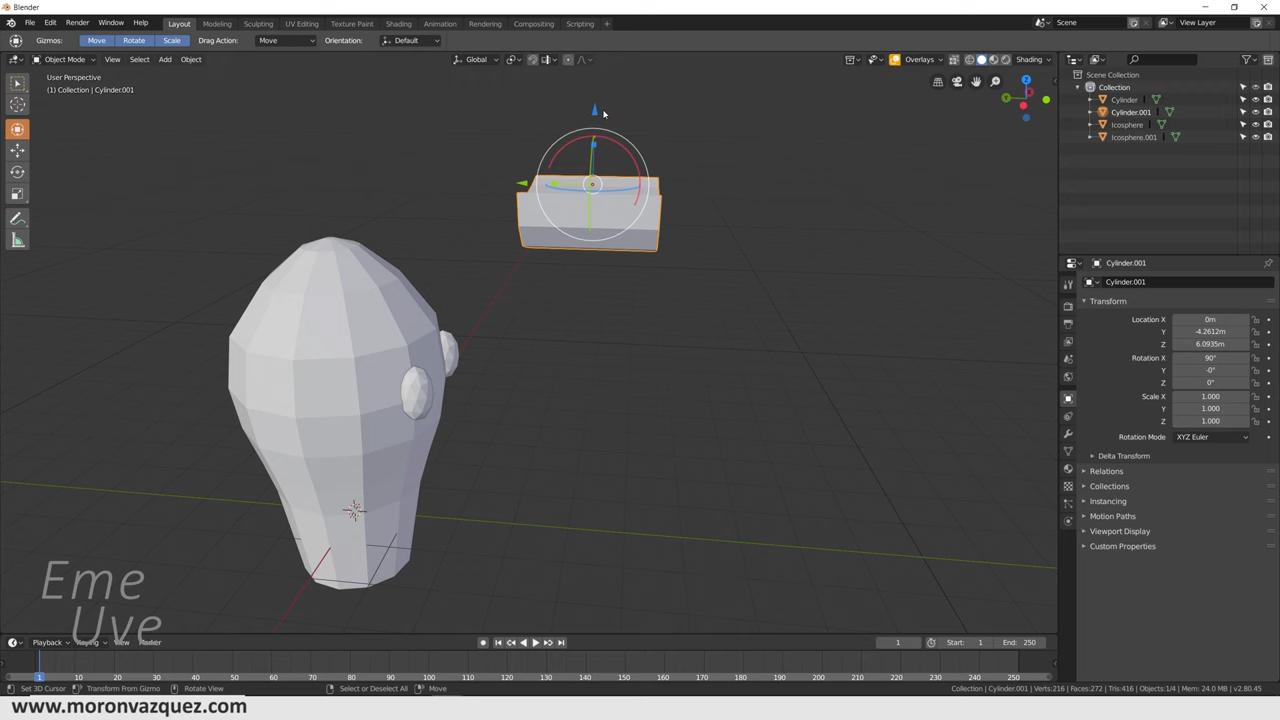 Blender
File Edit Render Window Help Layout Modeling Sculpting UV Editing Texture Paint Shading Animation Rendering Compositing Scripting + Scene View Layer
Gizmos: Move Rotate Scale Drag Action: Move Orientation: Default
Object Mode View Select Add Object Global Overlays Shading
User Perspective
(1) Collection | Cylinder.001
Scene Collection
Collection
Cylinder
Cylinder.001
Icosphere
Icosphere.001
Z
Y
Cylinder.001
Cylinder.001
Transform
Location X 0m
Y -4.2612m
Z 6.0935m
Rotation X 90°
Y -0°
Z 0°
Scale X 1.000
Y 1.000
Z 1.000
Rotation Mode XYZ Euler
Delta Transform
Relations
Collections
Instancing
Motion Paths
Viewport Display
Custom Properties
Eme
Uve
Playback Keying View Marker 1 Start: 1 End: 250
1 10 20 30 40 50 60 70 80 90 100 110 120 130 140 150 160 170 180 190 200 210 220 230 240 250
Set 3D Cursor Transform From Gizmo Rotate View Select or Deselect All Move Collection | Cylinder.001 | Verts:216 | Faces:272 | Tris:416 | Objects:1/4 | Mem: 24.0 MB | v2.80.45
www.moronvazquez.com